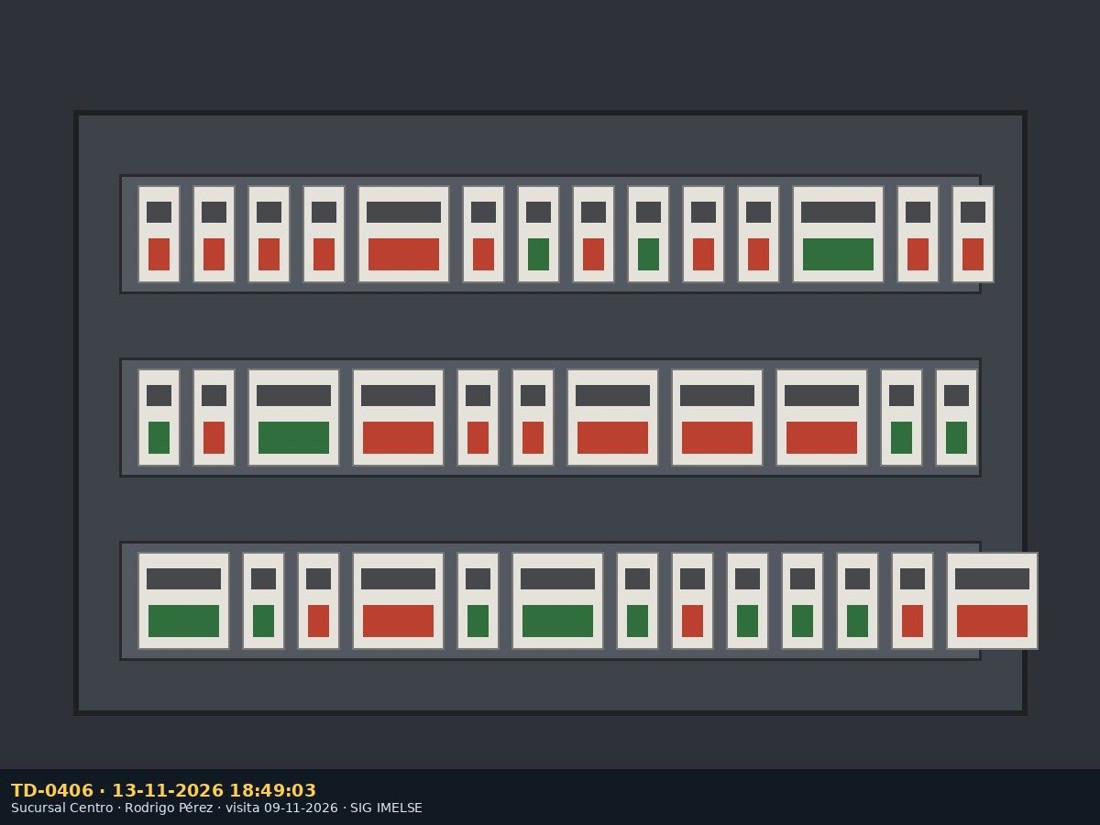 TD-0406 · 13-11-2026 18:49:03
Sucursal Centro · Rodrigo Pérez · visita 09-11-2026 · SIG IMELSE